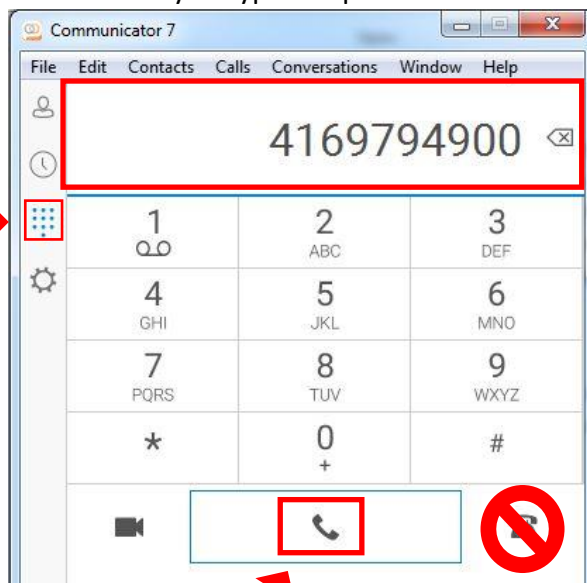 Communicator 7
File Edit Contacts Calls Conversations Window Help
4169794900
1 2 3
ABC DEF
4 5 6
GHI JKL MNO
7 8 9
PQRS TUV WXYZ
* 0 #
+